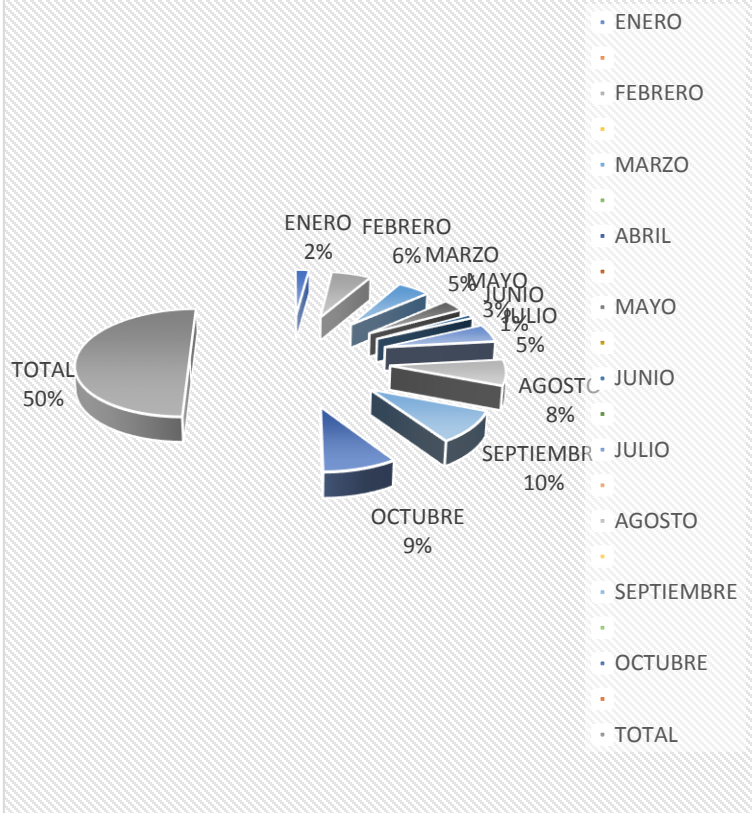 ENERO
2%
FEBRERO
6%
MARZO
5%
MAYO
3%
JUNIO
1%
JULIO
5%
AGOSTO
8%
SEPTIEMBR
10%
OCTUBRE
9%
TOTAL
50%
ENERO
FEBRERO
MARZO
ABRIL
MAYO
JUNIO
JULIO
AGOSTO
SEPTIEMBRE
OCTUBRE
TOTAL